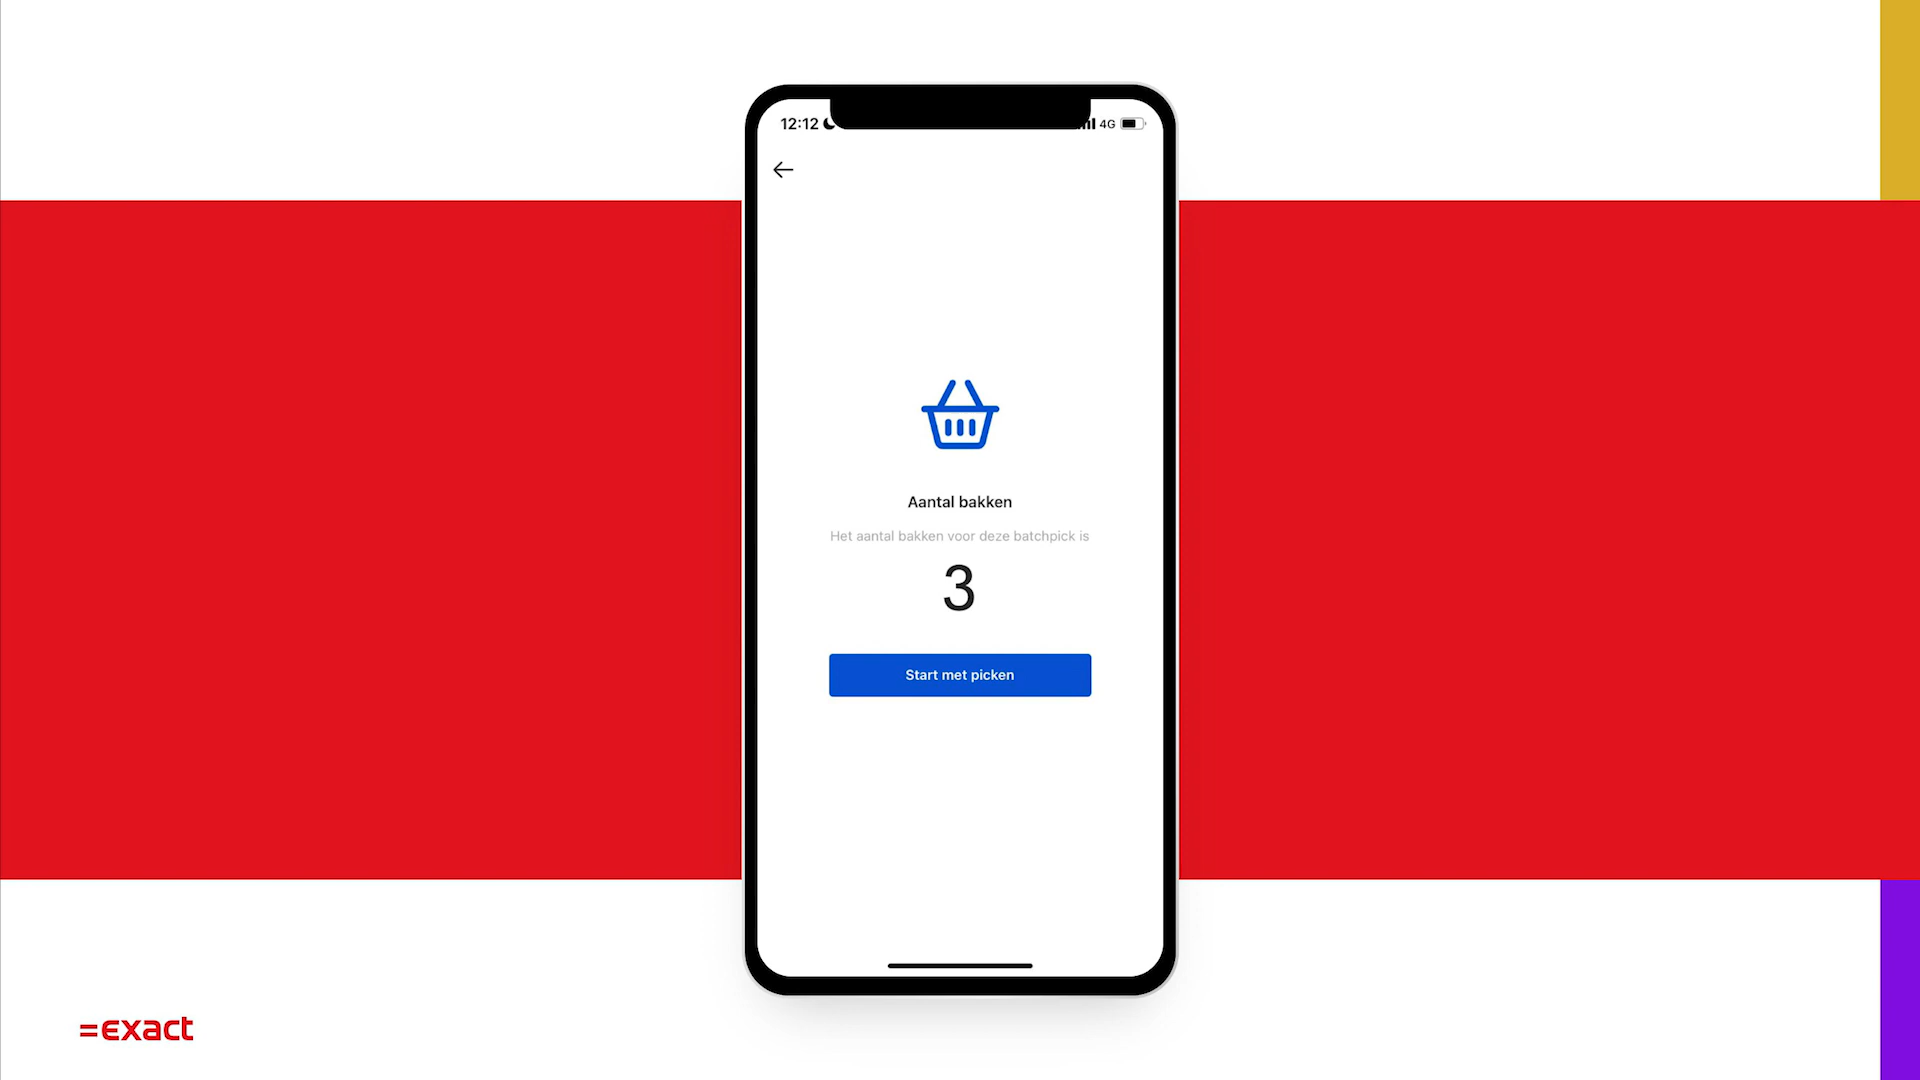 12:12
4G
Aantal bakken
Het aantal bakken voor deze batchpick is
3
Start met picken
=exact